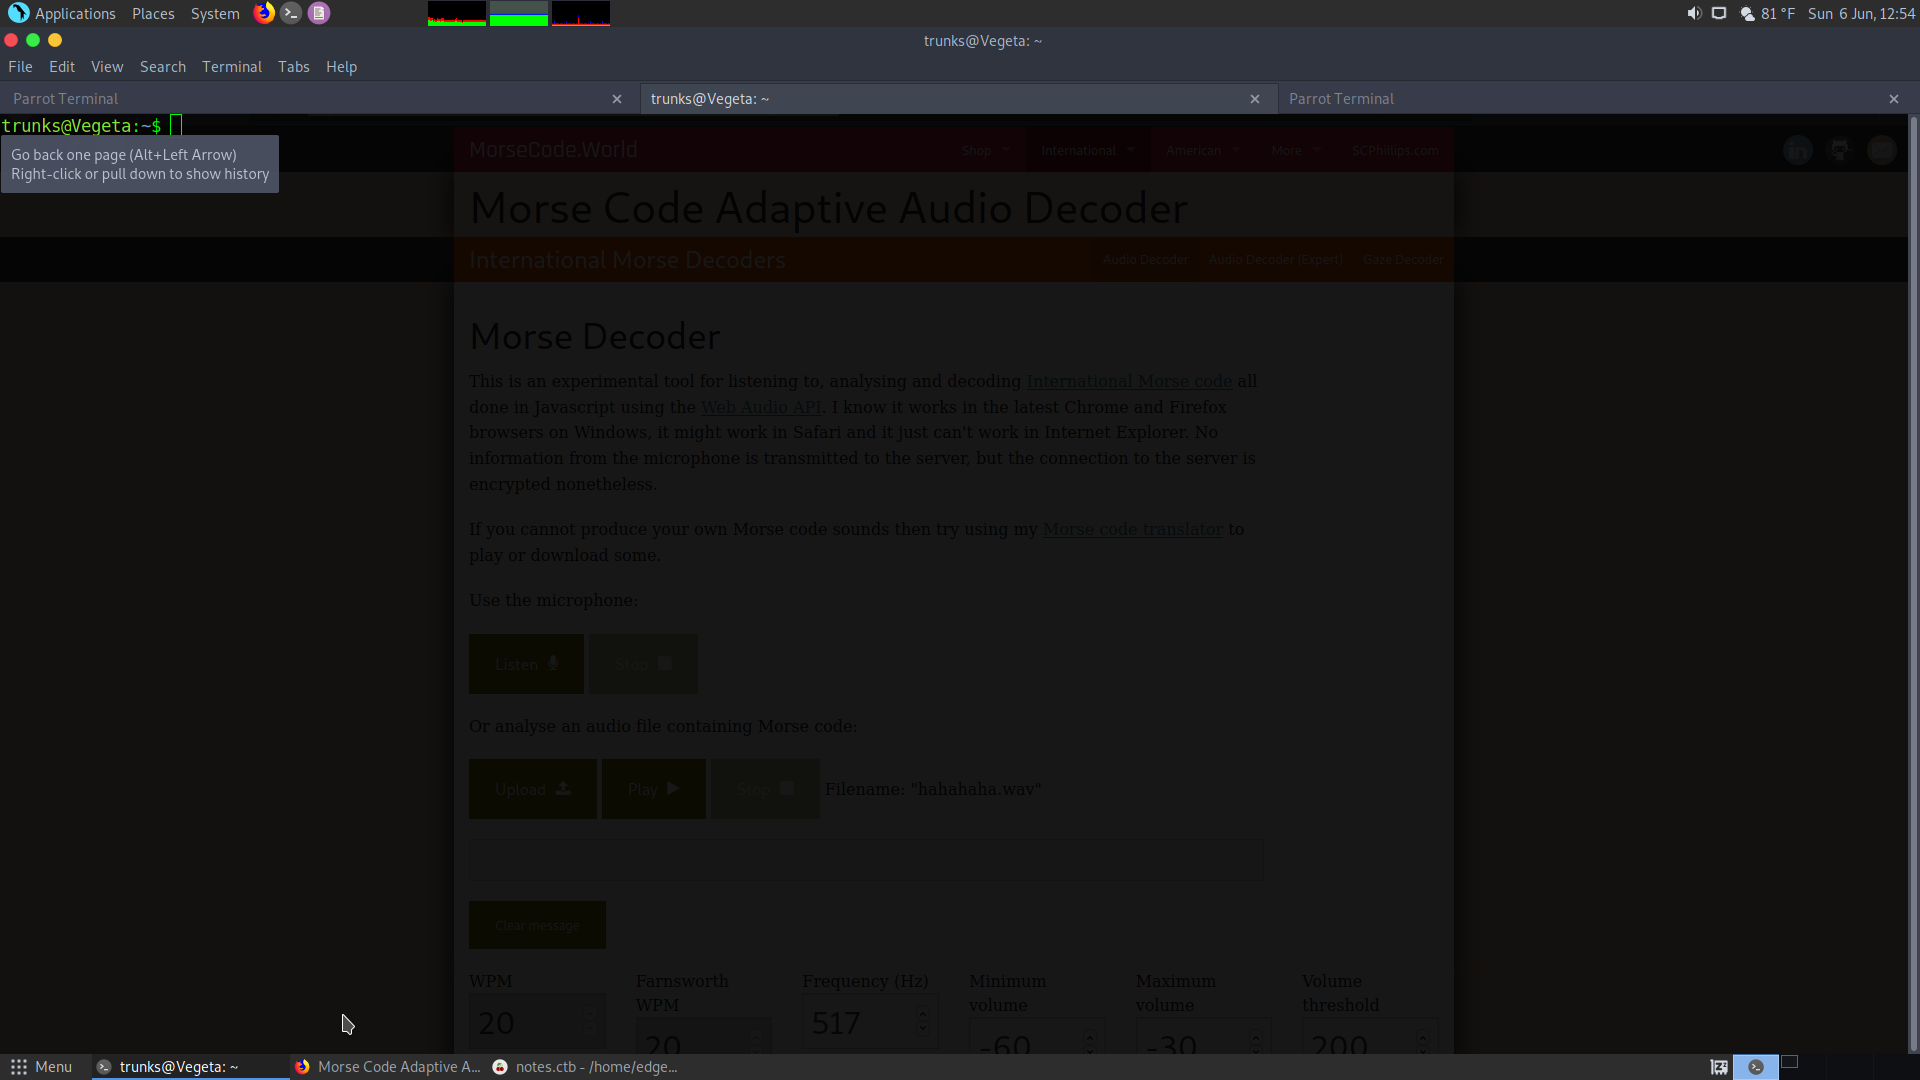 Applications Places System 81 °F Sun 6 Jun, 12:54
trunks@Vegeta: ~
File Edit View Search Terminal Tabs Help
Parrot Terminal trunks@Vegeta: ~ Parrot Terminal
trunks@Vegeta:~$
Go back one page (Alt+Left Arrow)
Right-click or pull down to show history
MorseCode.World Shop International American More SCPhillips.com
Morse Code Adaptive Audio Decoder
International Morse Decoders Audio Decoder Audio Decoder (Expert) Gaze Decoder
Morse Decoder
This is an experimental tool for listening to, analysing and decoding International Morse code all
done in Javascript using the Web Audio API. I know it works in the latest Chrome and Firefox
browsers on Windows, it might work in Safari and it just can't work in Internet Explorer. No
information from the microphone is transmitted to the server, but the connection to the server is
encrypted nonetheless.
If you cannot produce your own Morse code sounds then try using my Morse code translator to
play or download some.
Use the microphone:
Listen Stop
Or analyse an audio file containing Morse code:
Upload Play Stop Filename: "hahahaha.wav"
Clear message
WPM Farnsworth Frequency (Hz) Minimum Maximum Volume
WPM volume volume threshold
20 517
20 -60 -30 200
Menu trunks@Vegeta: ~ Morse Code Adaptive A... notes.ctb - /home/edge...